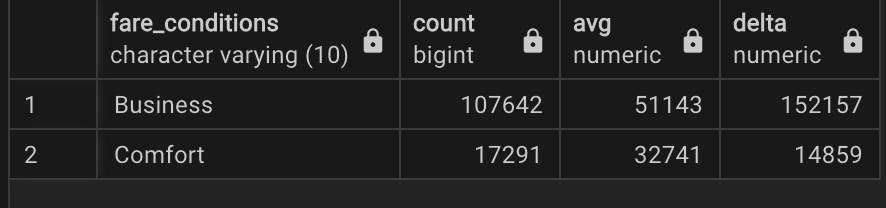 fare_conditions count avg delta
character varying (10) bigint numeric numeric
1 Business 107642 51143 152157
2 Comfort 17291 32741 14859